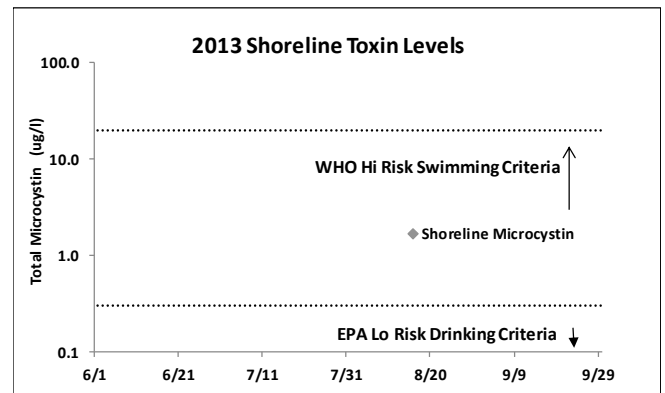 2013 Shoreline Toxin Levels
Total Microcystin (ug/l)
100.0
10.0
1.0
0.1
WHO Hi Risk Swimming Criteria
Shoreline Microcystin
EPA Lo Risk Drinking Criteria
6/1 6/21 7/11 7/31 8/20 9/9 9/29